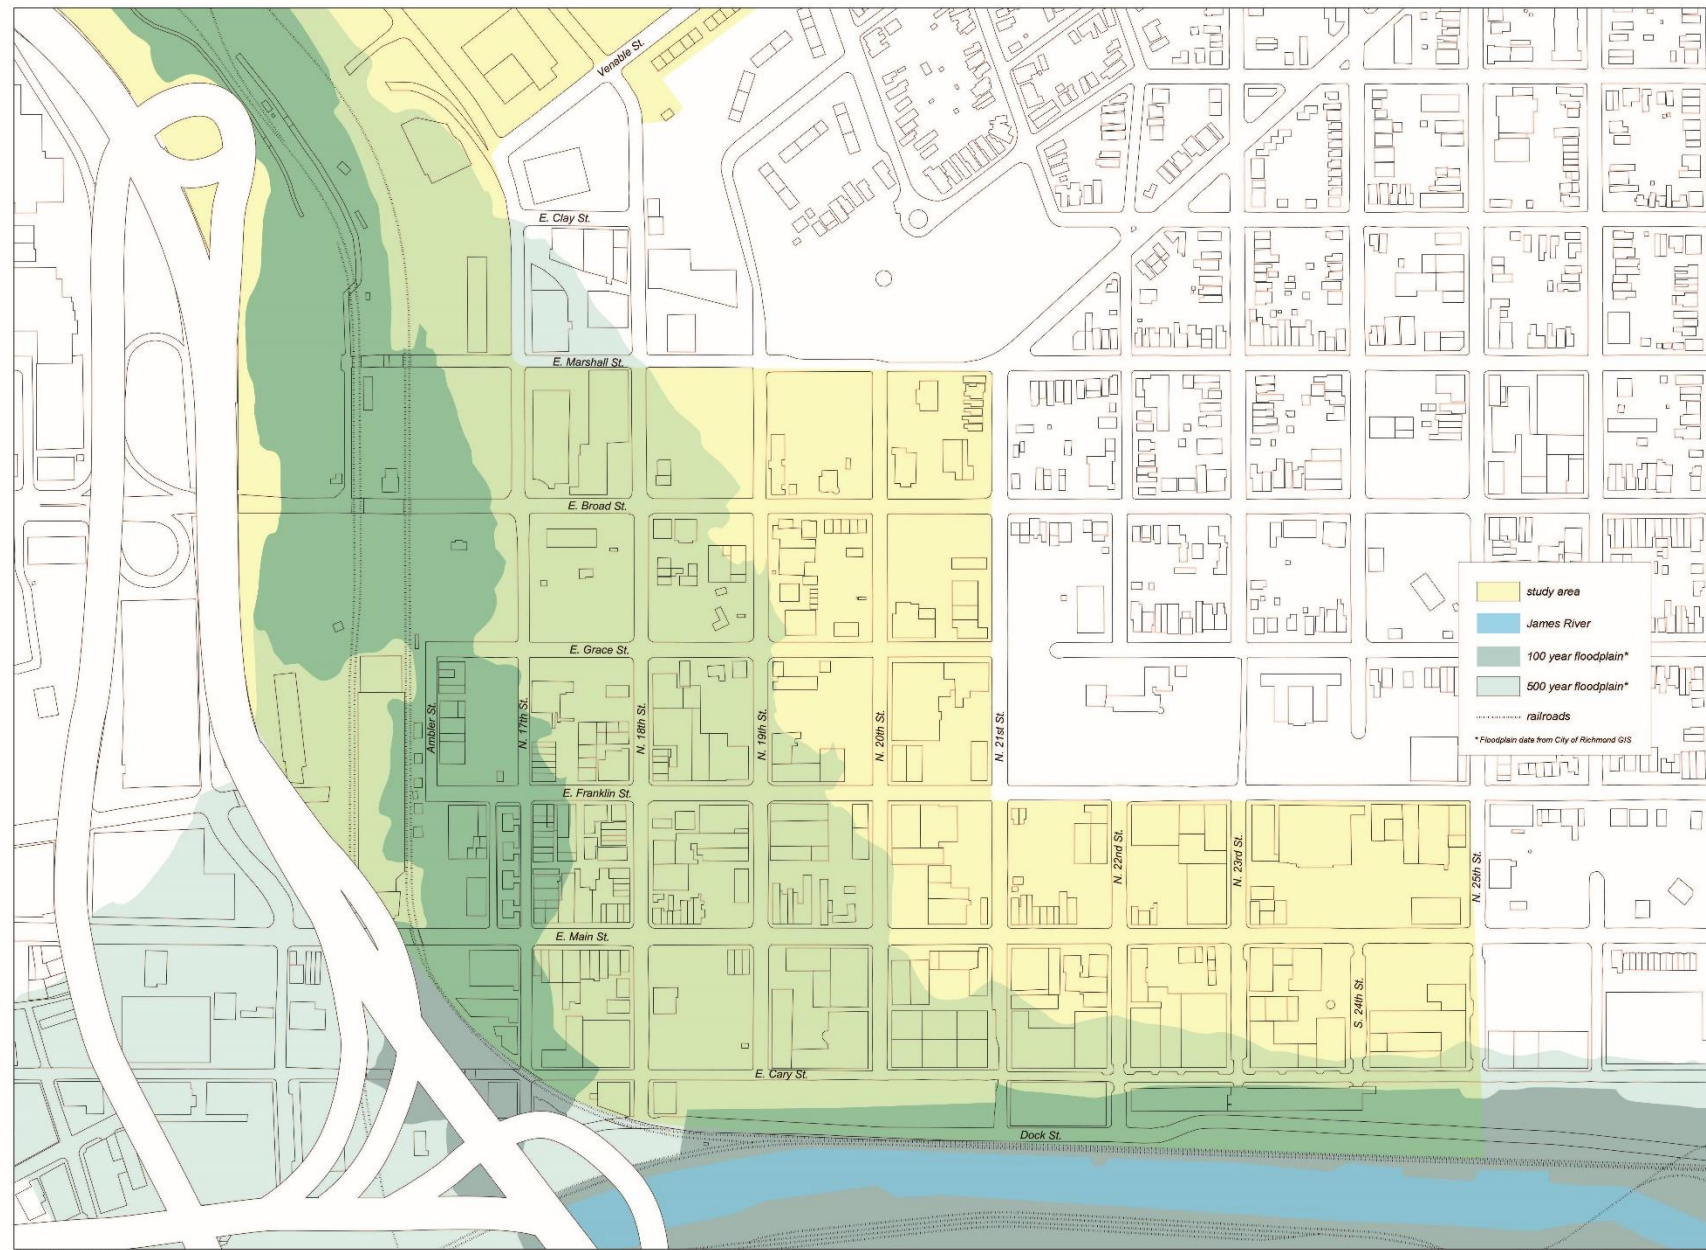 Venable St.
E. Clay St.
E. Marshall St.
E. Broad St.
E. Grace St.
Ambler St.
N. 17th St.
N. 18th St.
N. 19th St.
N. 20th St.
N. 21st St.
E. Franklin St.
N. 22nd St.
N. 23rd St.
N. 25th St.
E. Main St.
S. 24th St.
E. Cary St.
Dock St.
study area
James River
100 year floodplain*
500 year floodplain*
railroads
* Floodplain date from City of Richmond GIS